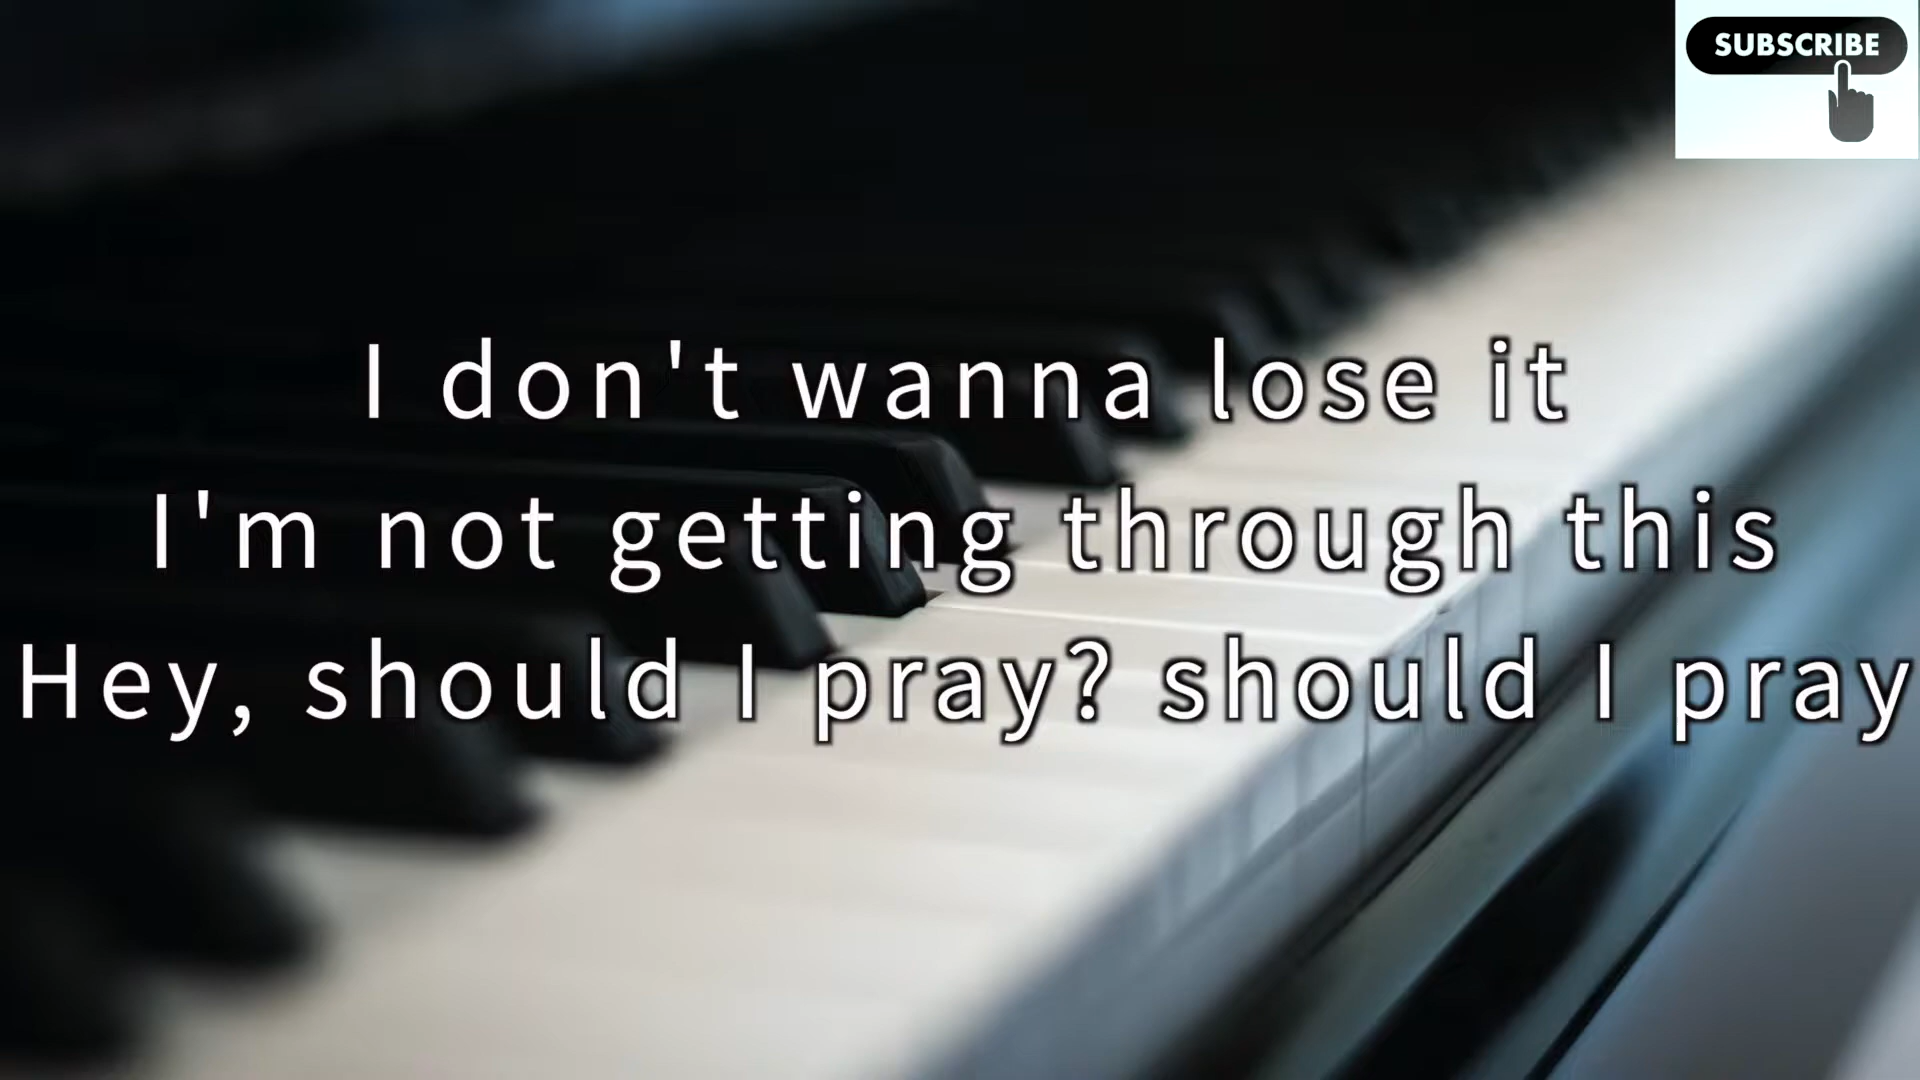 SUBSCRIBE
I don't wanna lose it
I'm not getting through this
Hey, should I pray? should I pray